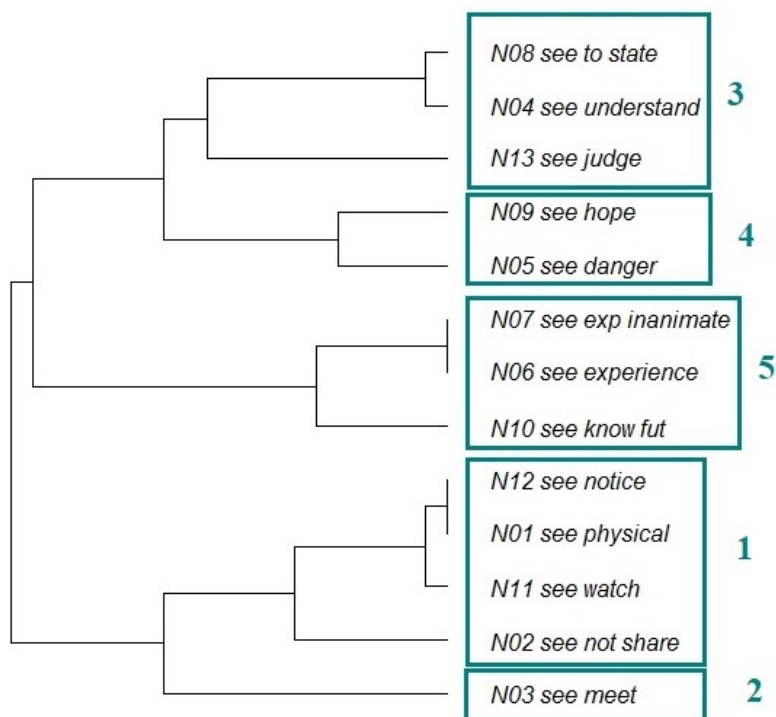 N08 see to state
N04 see understand
N13 see judge
3
N09 see hope
N05 see danger
4
N07 see exp inanimate
N06 see experience
N10 see know fut
5
N12 see notice
N01 see physical
N11 see watch
N02 see not share
1
N03 see meet
2